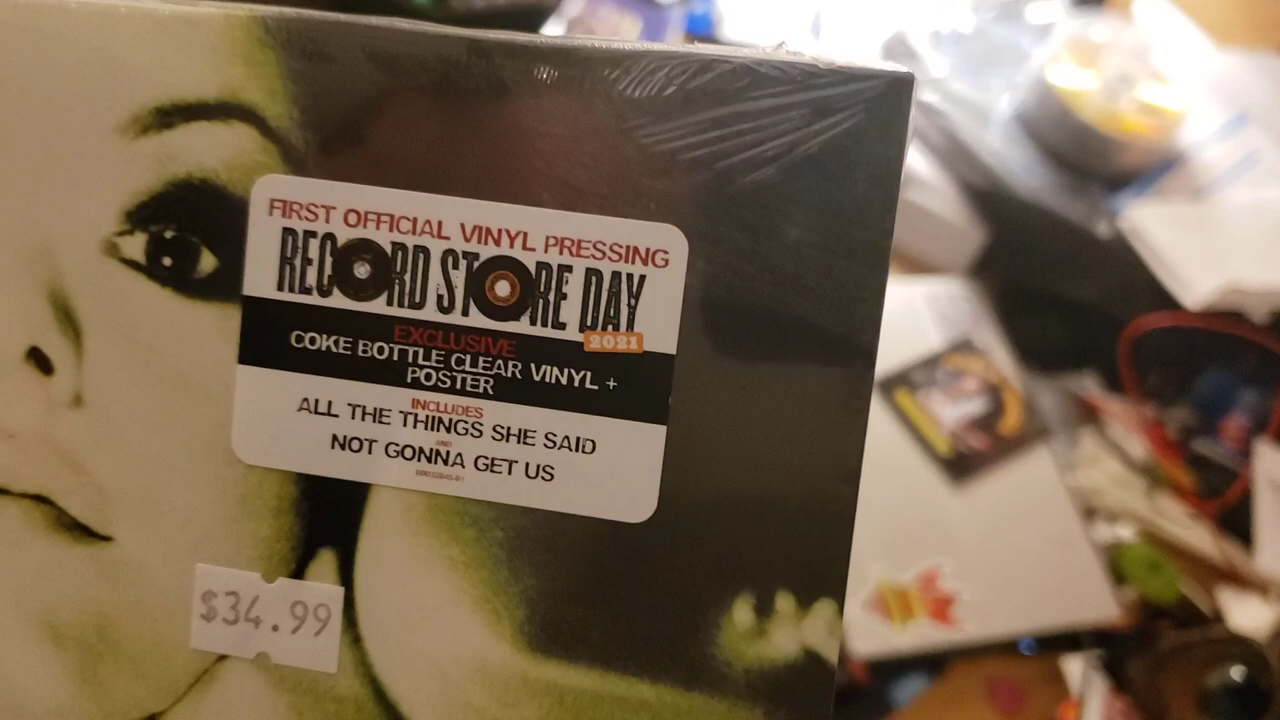 FIRST OFFICIAL VINYL PRESSING
RECORD STORE DAY
2021
EXCLUSIVE
COKE BOTTLE CLEAR VINYL +
POSTER
INCLUDES
ALL THE THINGS SHE SAID
AND
NOT GONNA GET US
$34.99